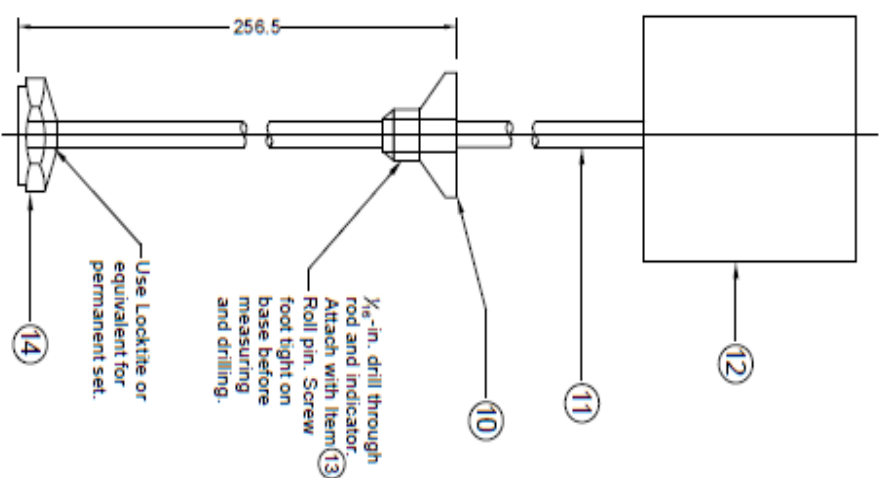 256.5
Use Locktite or
equivalent for
permanent set.
1⁄16-in. drill through
rod and indicator.
Attach with Item 13
Roll pin. Screw
foot tight on
base before
measuring
and drilling.
14
10
11
12